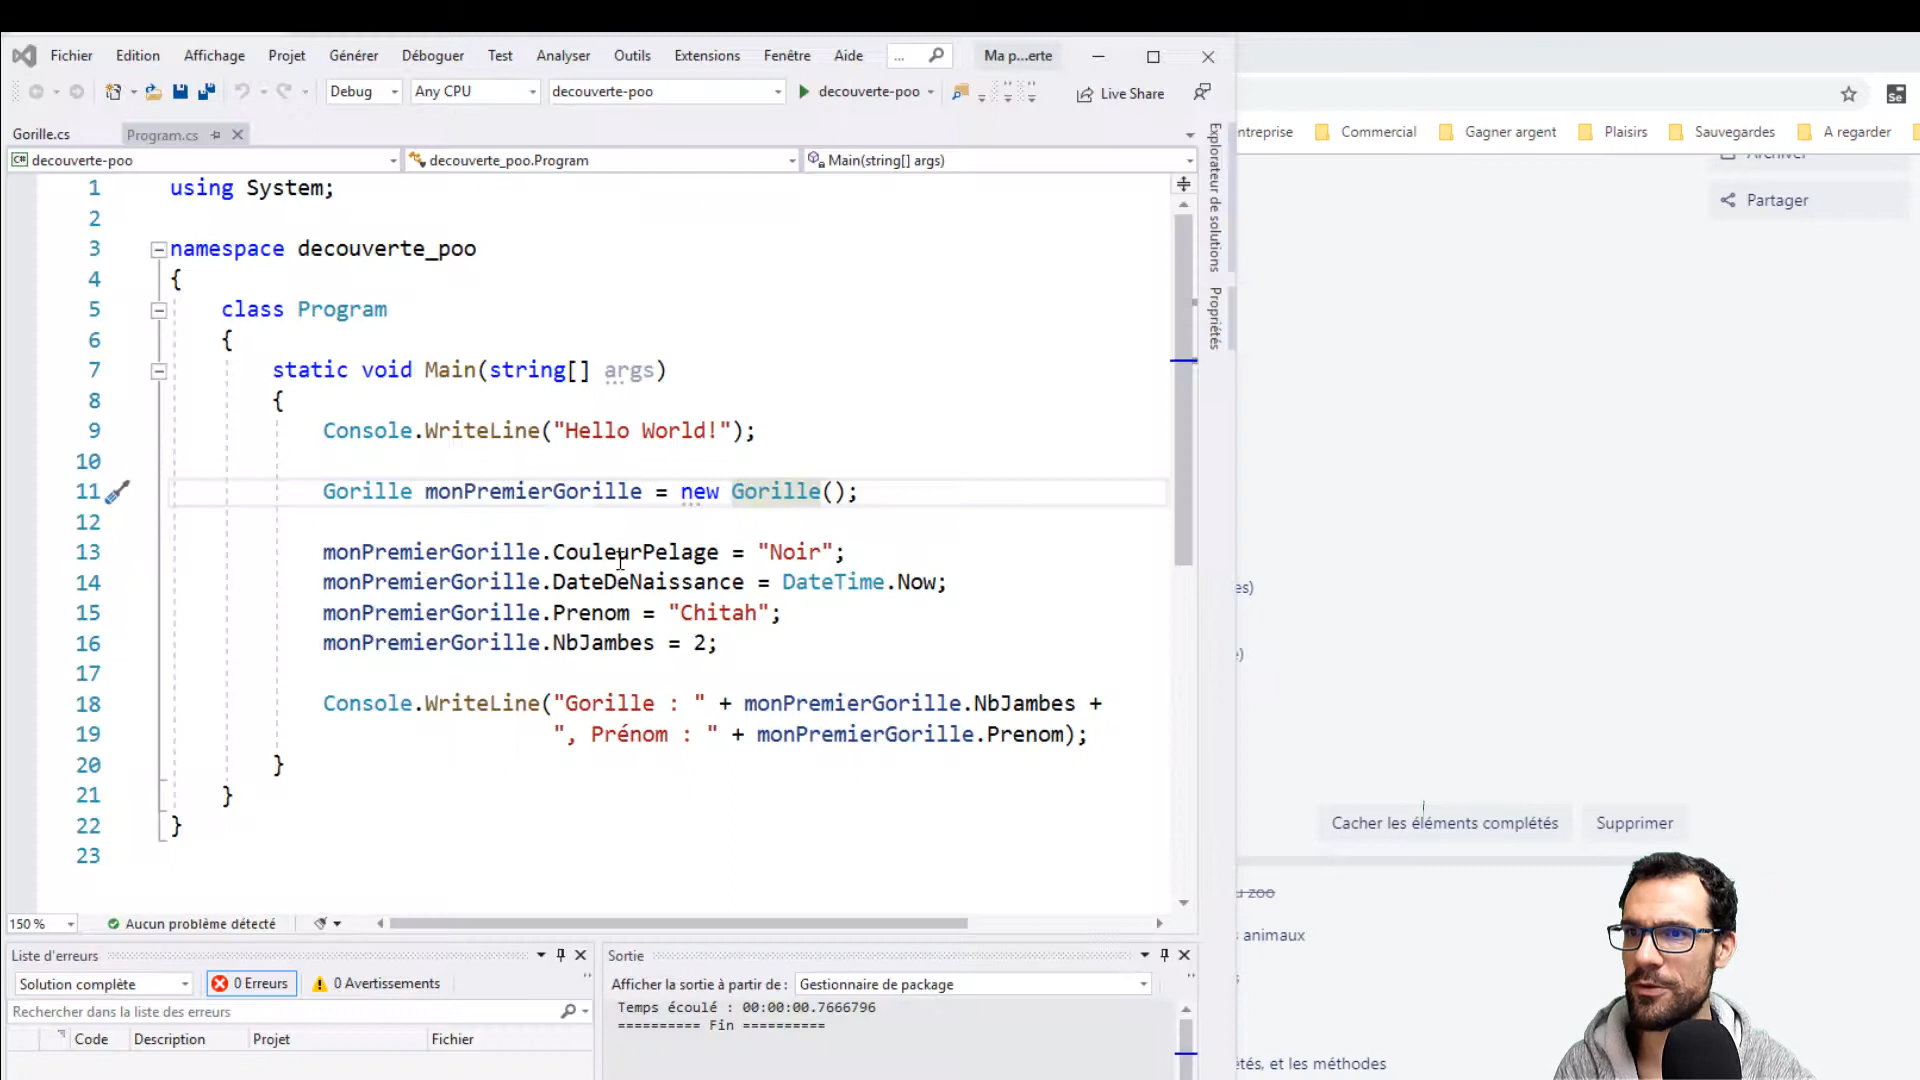 Fichier Edition Affichage Projet Générer Déboguer Test Analyser Outils Extensions Fenêtre Aide ... Ma p...erte
Debug Any CPU decouverte-poo decouverte-poo Live Share
Gorille.cs Program.cs
C# decouverte-poo decouverte_poo.Program Main(string[] args)
1 using System;
2
3 namespace decouverte_poo
4 {
5 class Program
6 {
7 static void Main(string[] args)
8 {
9 Console.WriteLine("Hello World!");
10
11 Gorille monPremierGorille = new Gorille();
12
13 monPremierGorille.CouleurPelage = "Noir";
14 monPremierGorille.DateDeNaissance = DateTime.Now;
15 monPremierGorille.Prenom = "Chitah";
16 monPremierGorille.NbJambes = 2;
17
18 Console.WriteLine("Gorille : " + monPremierGorille.NbJambes +
19 ", Prénom : " + monPremierGorille.Prenom);
20 }
21 }
22 }
23
150 % Aucun problème détecté
Liste d'erreurs
Solution complète 0 Erreurs 0 Avertissements
Rechercher dans la liste des erreurs
Code Description Projet Fichier
Sortie
Afficher la sortie à partir de : Gestionnaire de package
Temps écoulé : 00:00:00.7666796
========== Fin ==========
Explorateur de solutions
Propriétés
Se
ntreprise Commercial Gagner argent Plaisirs Sauvegardes A regarder
Archiver
Partager
es)
e)
Cacher les éléments complétés Supprimer
u zoo
animaux
étés, et les méthodes